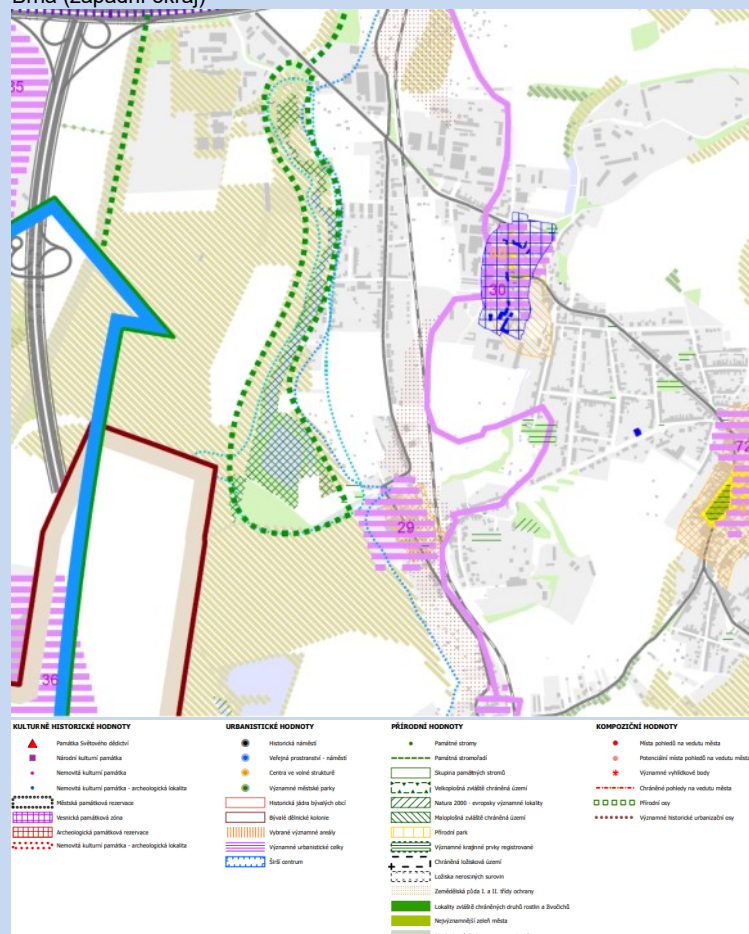 Brna (západní okraj)
35
30
72
29
36
KULTURNĚ HISTORICKÉ HODNOTY
Památka Světového dědictví
Národní kulturní památka
Nemovitá kulturní památka
Nemovitá kulturní památka - archeologická lokalita
Městská památková rezervace
Vesnická památková zóna
Archeologická památková rezervace
Nemovitá kulturní památka - archeologická lokalita
URBANISTICKÉ HODNOTY
Historická náměstí
Veřejná prostranství - náměstí
Centra ve volné struktuře
Významné městské parky
Historická jádra bývalých obcí
Bývalé dělnické kolonie
Vybrané významné areály
Významné urbanistické celky
Širší centrum
PŘÍRODNÍ HODNOTY
Památné stromy
Památná stromořadí
Skupina památných stromů
Velkoplošná zvláště chráněná území
Natura 2000 - evropsky významné lokality
Maloplošná zvláště chráněná území
Přírodní park
Významné krajinné prvky registrované
Chráněná ložisková území
Ložiska nerostných surovin
Zemědělská půda I. a II. třídy ochrany
Lokality zvláště chráněných druhů rostlin a živočichů
Nejvýznamnější zeleň města
KOMPOZIČNÍ HODNOTY
Místa pohledů na vedutu města
Potenciální místa pohledů na vedutu města
Významné vyhlídkové body
Chráněné pohledy na vedutu města
Přírodní osy
Významné historické urbanizační osy